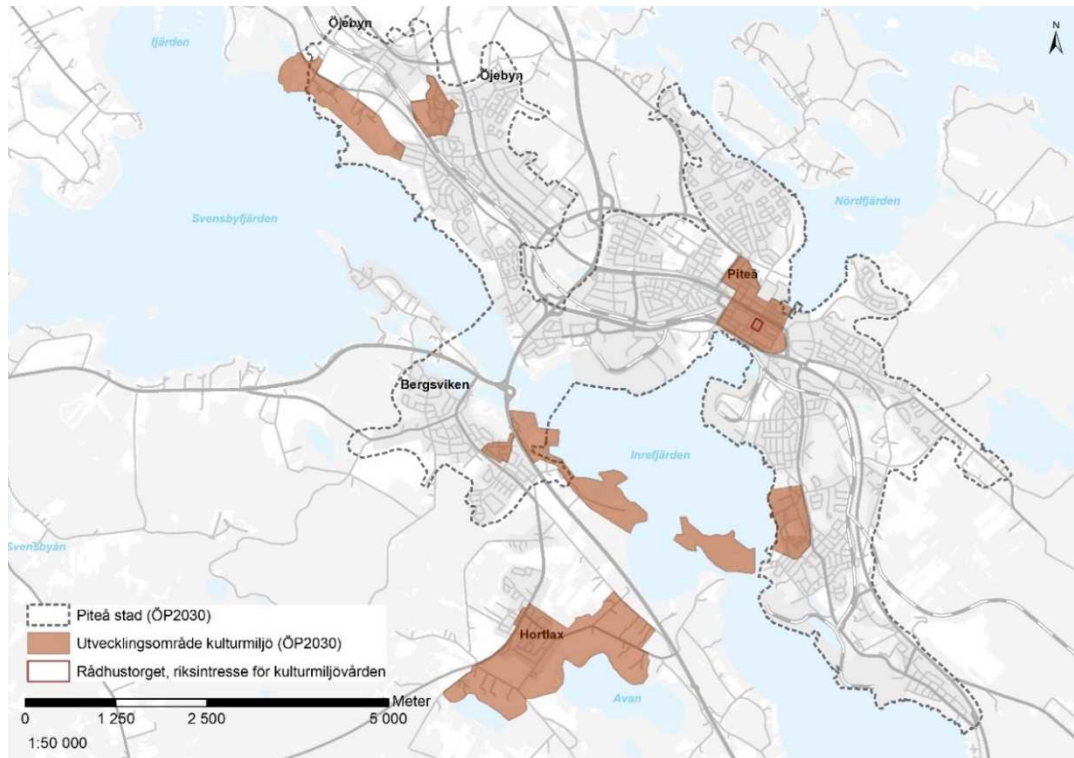 Öjebyn
fjärden
Öjebyn
N
Svensbyfjärden
Nördfjärden
Piteå
Bergsviken
Inrefjärden
Svensbyån
Hortlax
Avan
Piteå stad (ÖP2030)
Utvecklingsområde kulturmiljö (ÖP2030)
Rådhustorget, riksintresse för kulturmiljövården
Meter
0 1 250 2 500 5 000
1:50 000